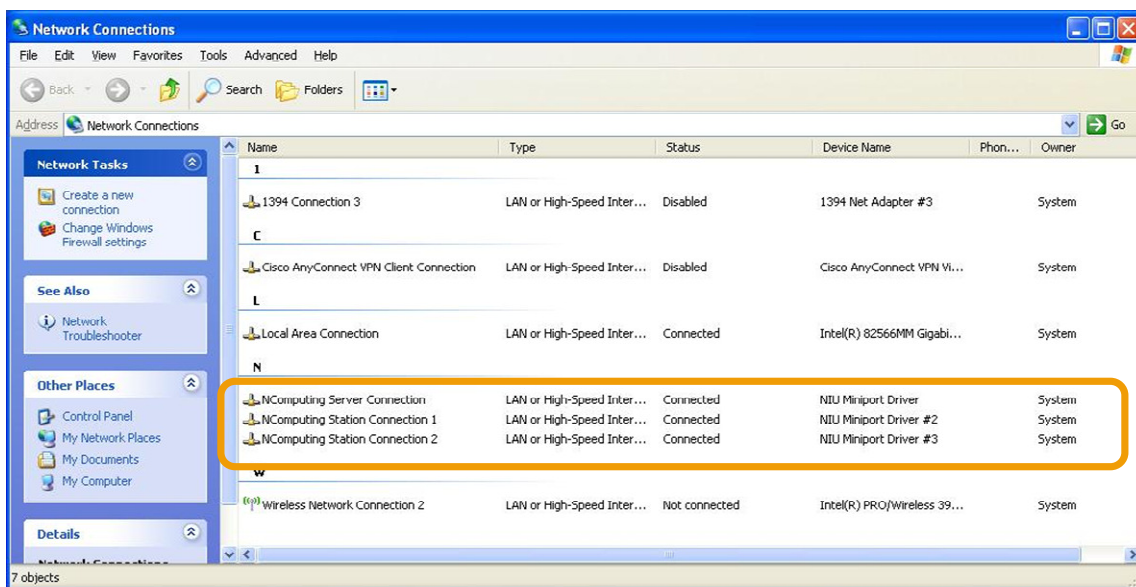 Network Connections
File Edit View Favorites Tools Advanced Help
Back Search Folders
Address Network Connections Go
Network Tasks
Create a new
connection
Change Windows
Firewall settings
See Also
Network
Troubleshooter
Other Places
Control Panel
My Network Places
My Documents
My Computer
Details
Name Type Status Device Name Phon... Owner
1
1394 Connection 3 LAN or High-Speed Inter... Disabled 1394 Net Adapter #3 System
C
Cisco AnyConnect VPN Client Connection LAN or High-Speed Inter... Disabled Cisco AnyConnect VPN Vi... System
L
Local Area Connection LAN or High-Speed Inter... Connected Intel(R) 82566MM Gigabi... System
N
NComputing Server Connection LAN or High-Speed Inter... Connected NIU Miniport Driver System
NComputing Station Connection 1 LAN or High-Speed Inter... Connected NIU Miniport Driver #2 System
NComputing Station Connection 2 LAN or High-Speed Inter... Connected NIU Miniport Driver #3 System
W
Wireless Network Connection 2 LAN or High-Speed Inter... Not connected Intel(R) PRO/Wireless 39... System
7 objects